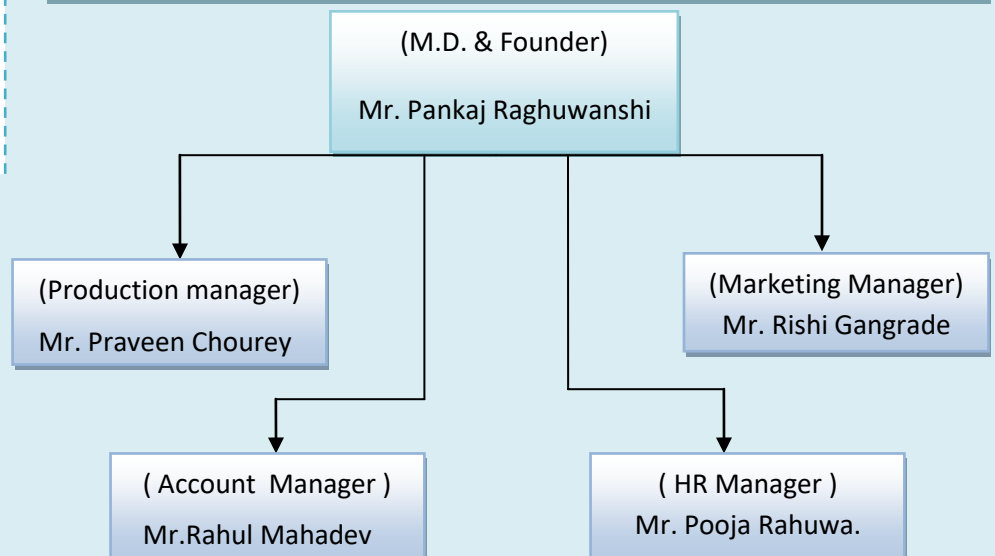 (M.D. & Founder)
Mr. Pankaj Raghuwanshi
(Production manager)
Mr. Praveen Chourey
(Marketing Manager)
Mr. Rishi Gangrade
( Account  Manager )
Mr.Rahul Mahadev
( HR Manager )
Mr. Pooja Rahuwa.